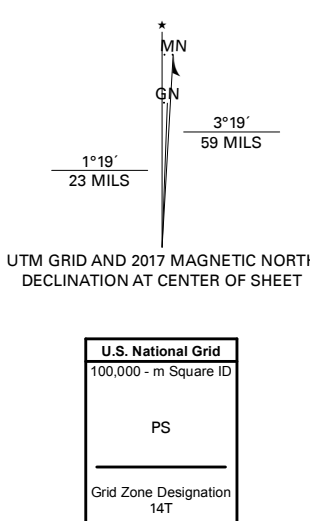 MN
GN
3°19´
59 MILS
1°19´
23 MILS
UTM GRID AND 2017 MAGNETIC NORTH
DECLINATION AT CENTER OF SHEET
U.S. National Grid
100,000 - m Square ID
PS
Grid Zone Designation
14T